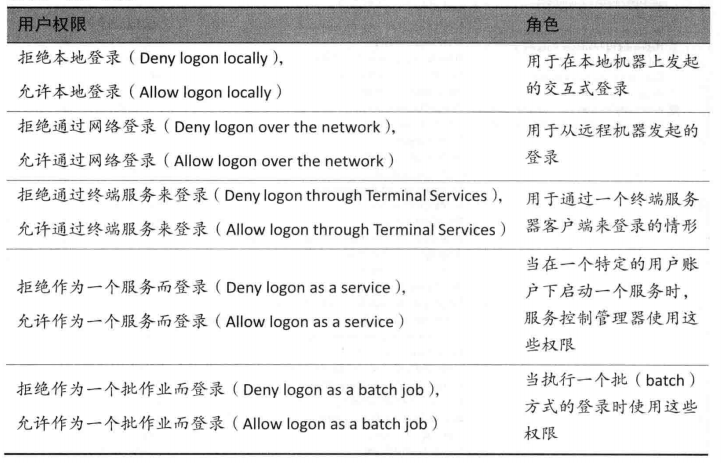 用户权限 角色
拒绝本地登录（Deny logon locally），
允许本地登录（Allow logon locally）
用于在本地机器上发起
的交互式登录
拒绝通过网络登录（Deny logon over the network），
允许通过网络登录（Allow logon over the network）
用于从远程机器发起的
登录
拒绝通过终端服务来登录（Deny logon through Terminal Services），
允许通过终端服务来登录（Allow logon through Terminal Services）
用于通过一个终端服务
器客户端来登录的情形
拒绝作为一个服务而登录（Deny logon as a service），
允许作为一个服务而登录（Allow logon as a service）
当在一个特定的用户账
户下启动一个服务时，
服务控制管理器使用这
些权限
拒绝作为一个批作业而登录（Deny logon as a batch job），
允许作为一个批作业而登录（Allow logon as a batch job）
当执行一个批（batch）
方式的登录时使用这些
权限